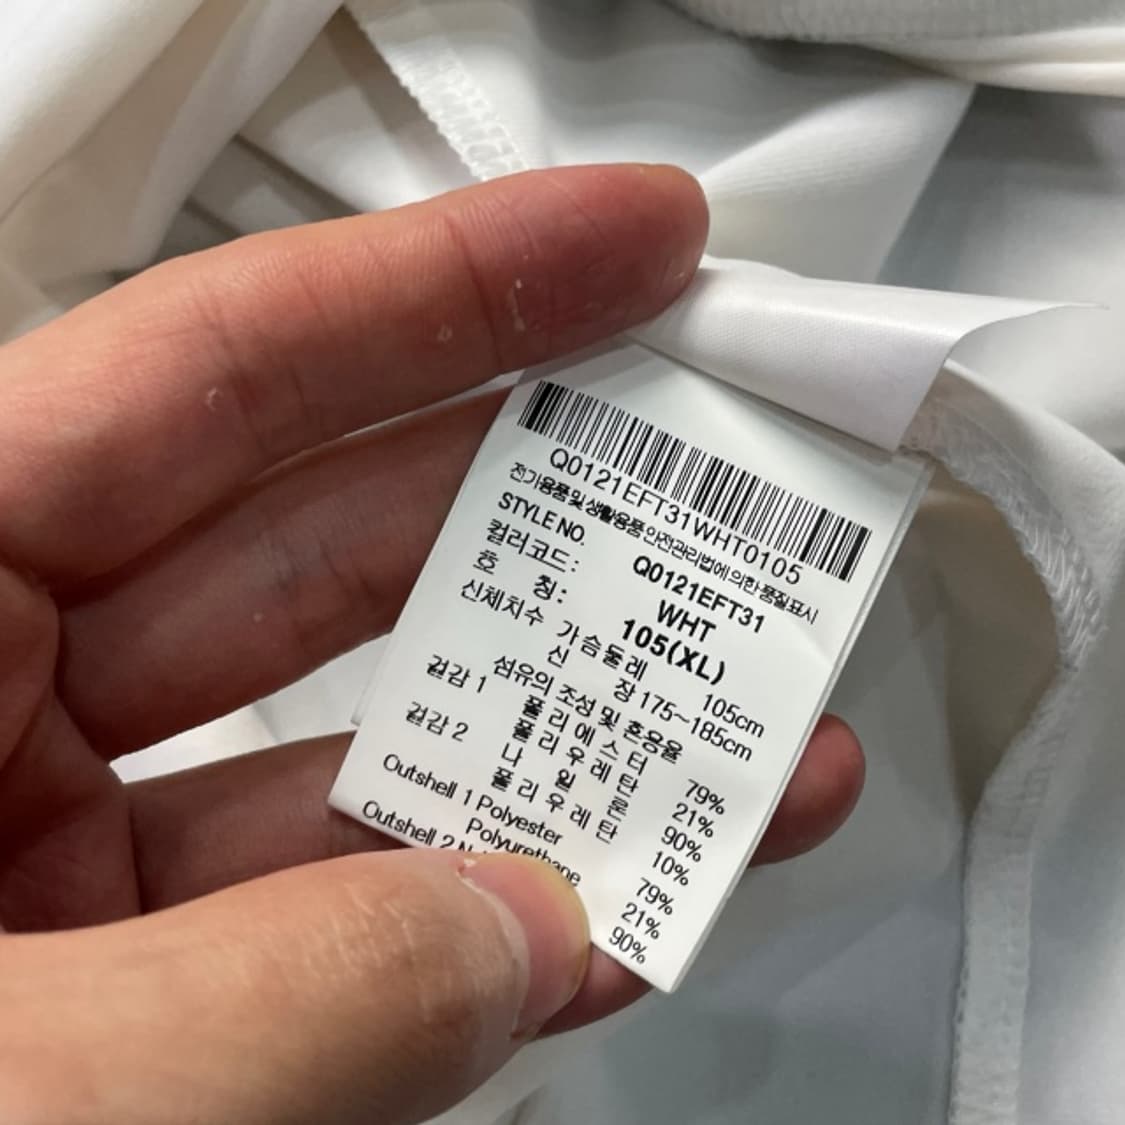 Q0121EFT31WHT0105
전기용품 및 생활용품 안전관리법에 의한 품질표시
STYLE NO. Q0121EFT31
컬러코드 : WHT
호 칭 : 105(XL)
신체치수 가슴둘레 105cm
신 장 175~185cm
섬유의 조성 및 혼용율
겉감 1 폴리에스터 79%
폴리우레탄 21%
겉감 2 나일론 90%
폴리우레탄 10%
Outshell 1 Polyester 79%
Polyurethane 21%
Outshell 2 90%